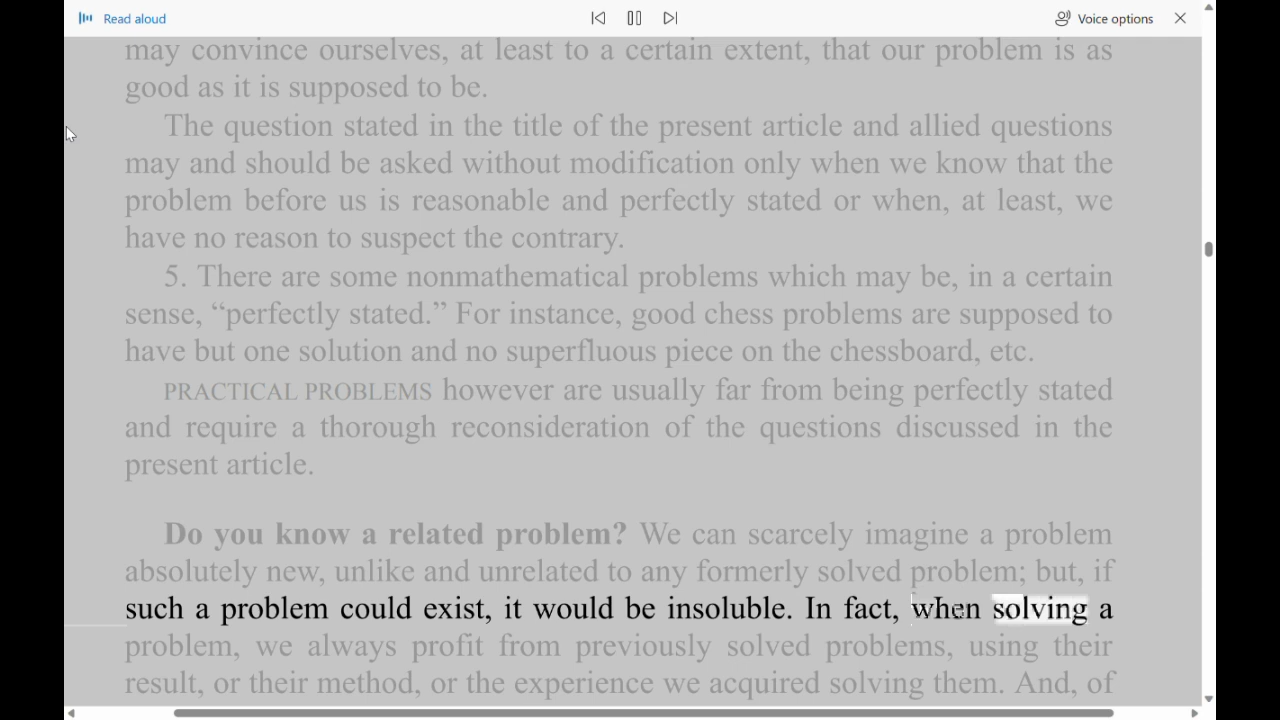 Read aloud
Voice options
may convince ourselves, at least to a certain extent, that our problem is as
good as it is supposed to be.
The question stated in the title of the present article and allied questions
may and should be asked without modification only when we know that the
problem before us is reasonable and perfectly stated or when, at least, we
have no reason to suspect the contrary.
5. There are some nonmathematical problems which may be, in a certain
sense, “perfectly stated.” For instance, good chess problems are supposed to
have but one solution and no superfluous piece on the chessboard, etc.
PRACTICAL PROBLEMS however are usually far from being perfectly stated
and require a thorough reconsideration of the questions discussed in the
present article.
Do you know a related problem? We can scarcely imagine a problem
absolutely new, unlike and unrelated to any formerly solved problem; but, if
such a problem could exist, it would be insoluble. In fact, when solving a
problem, we always profit from previously solved problems, using their
result, or their method, or the experience we acquired solving them. And, of